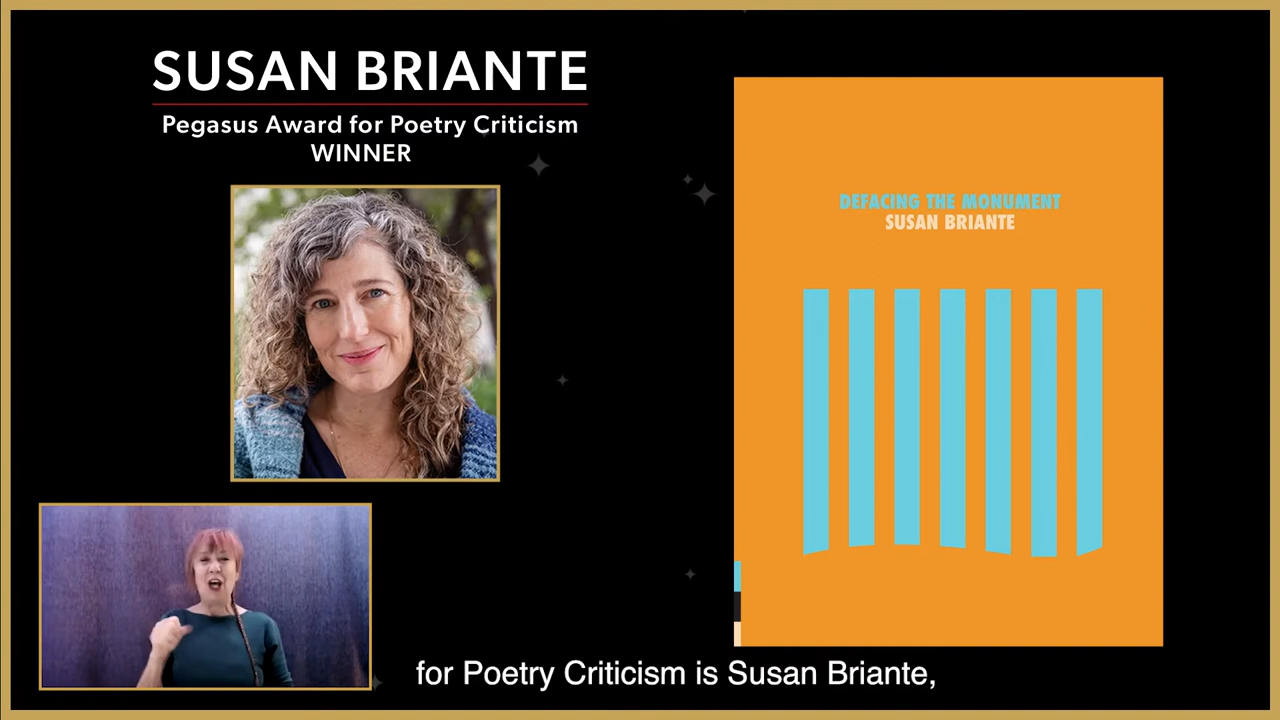 SUSAN BRIANTE
Pegasus Award for Poetry Criticism
WINNER
DEFACING THE MONUMENT
SUSAN BRIANTE
for Poetry Criticism is Susan Briante,